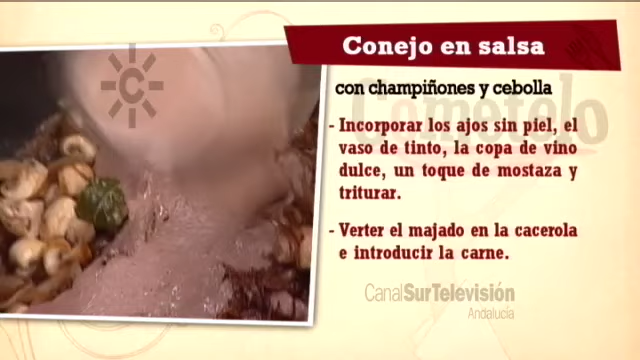 Conejo en salsa
con champiñones y cebolla
Cómetelo
- Incorporar los ajos sin piel, el
vaso de tinto, la copa de vino
dulce, un toque de mostaza y
triturar.
- Verter el majado en la cacerola
e introducir la carne.
CanalSurTelevisión
Andalucía